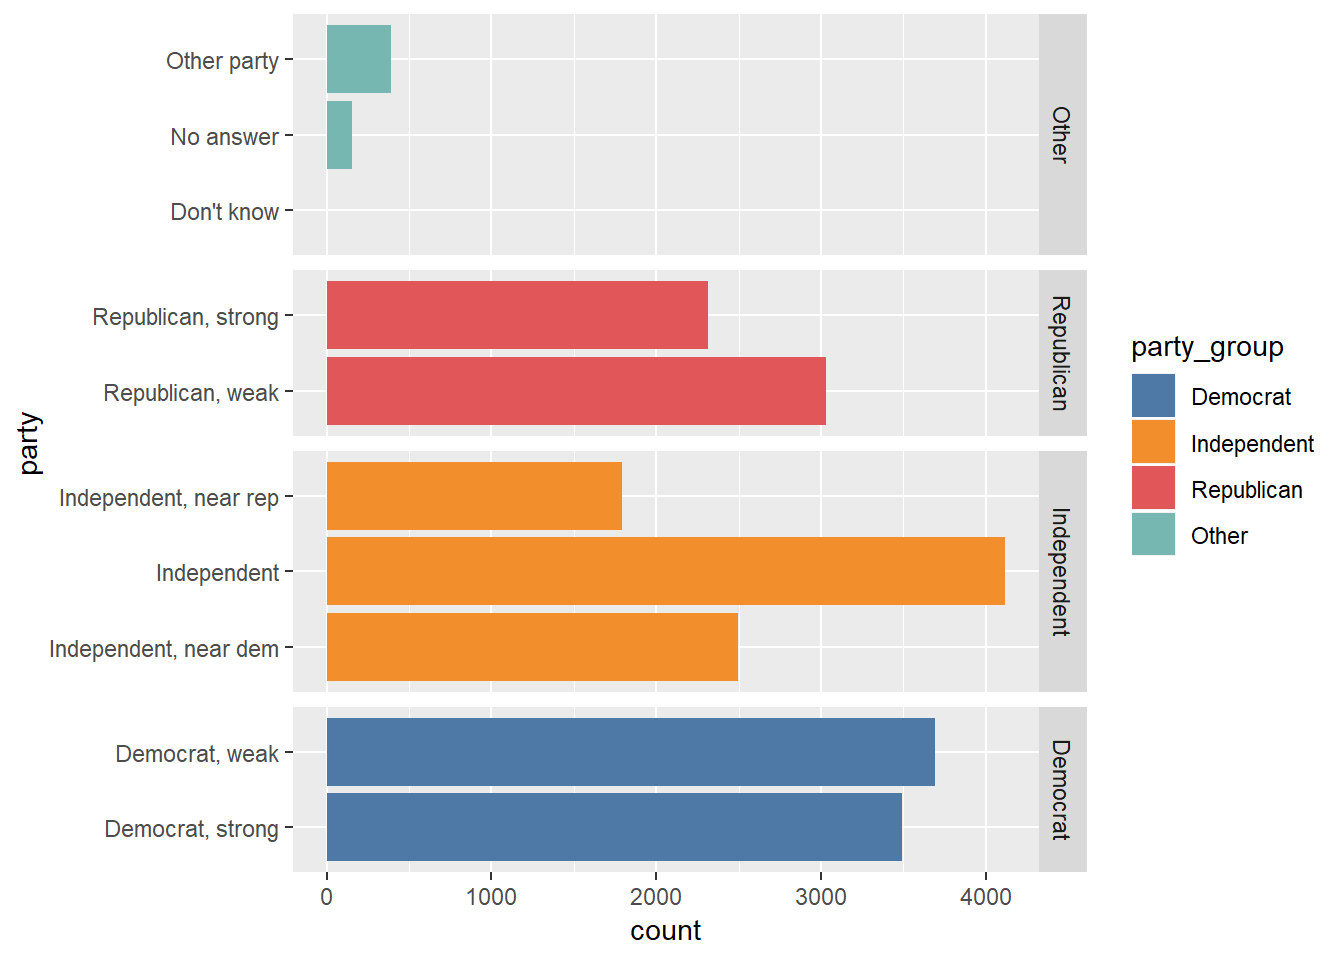 Other party
No answer
Don't know
Other
Republican, strong
Republican, weak
Republican
Independent, near rep
Independent
Independent, near dem
Independent
Democrat, weak
Democrat, strong
Democrat
0 1000 2000 3000 4000
count
party
party_group
Democrat
Independent
Republican
Other